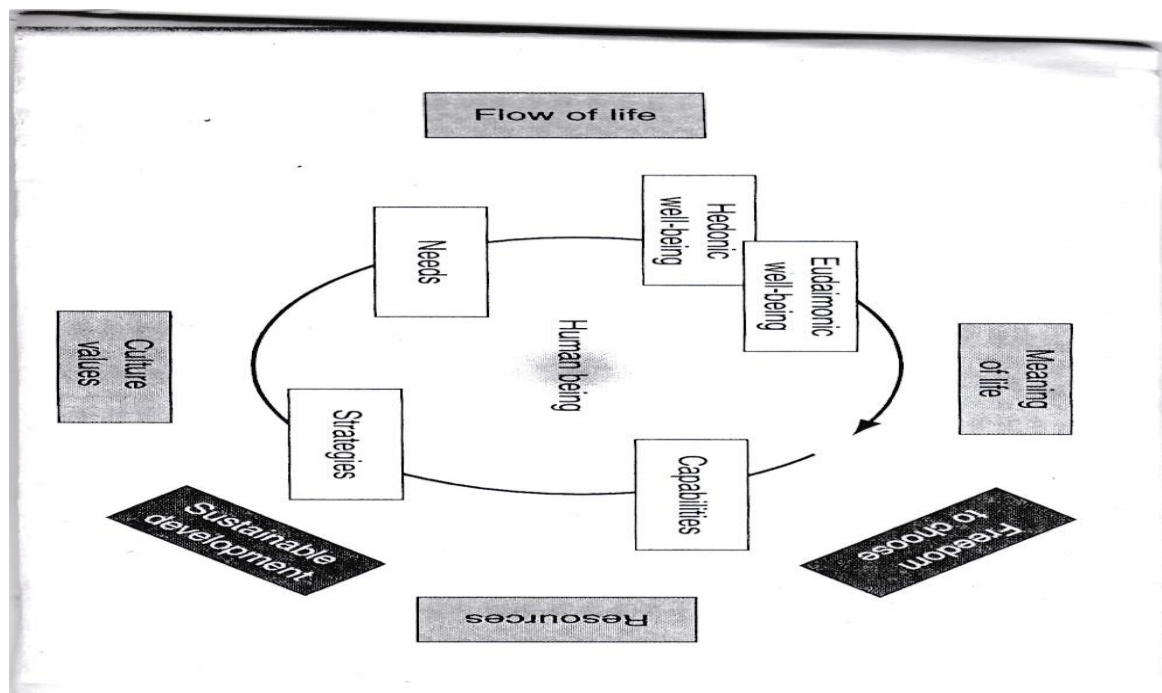 Meaning
of life
Freedom
to choose
Eudaimonic
well-being
Hedonic
well-being
Capabilities
Flow of life
Human being
Resources
Needs
Strategies
Sustainable
development
Culture
values